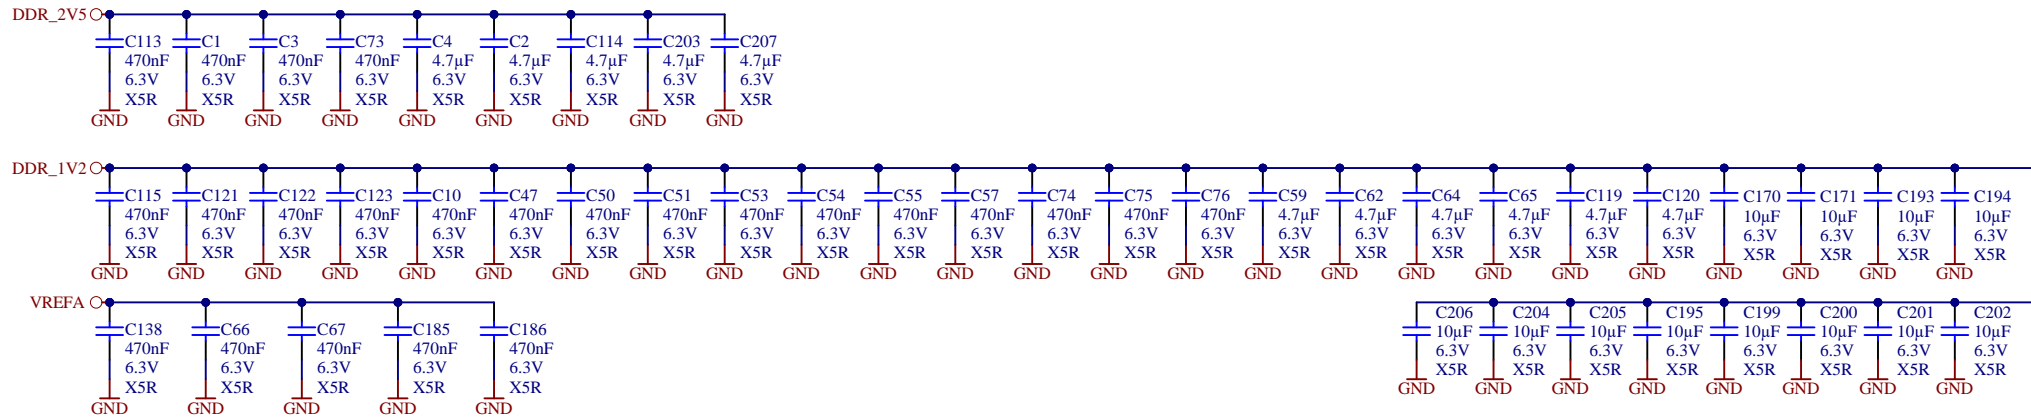 DDR_2V5
C113 C1 C3 C73 C4 C2 C114 C203 C207
470nF 470nF 470nF 470nF 4.7µF 4.7µF 4.7µF 4.7µF 4.7µF
6.3V 6.3V 6.3V 6.3V 6.3V 6.3V 6.3V 6.3V 6.3V
X5R X5R X5R X5R X5R X5R X5R X5R X5R
GND GND GND GND GND GND GND GND GND
DDR_1V2
C115 C121 C122 C123 C10 C47 C50 C51 C53 C54 C55 C57 C74 C75 C76 C59 C62 C64 C65 C119 C120 C170 C171 C193 C194
470nF 470nF 470nF 470nF 470nF 470nF 470nF 470nF 470nF 470nF 470nF 470nF 470nF 470nF 470nF 4.7µF 4.7µF 4.7µF 4.7µF 4.7µF 4.7µF 10µF 10µF 10µF 10µF
6.3V 6.3V 6.3V 6.3V 6.3V 6.3V 6.3V 6.3V 6.3V 6.3V 6.3V 6.3V 6.3V 6.3V 6.3V 6.3V 6.3V 6.3V 6.3V 6.3V 6.3V 6.3V 6.3V 6.3V 6.3V
X5R X5R X5R X5R X5R X5R X5R X5R X5R X5R X5R X5R X5R X5R X5R X5R X5R X5R X5R X5R X5R X5R X5R X5R X5R
GND GND GND GND GND GND GND GND GND GND GND GND GND GND GND GND GND GND GND GND GND GND GND GND GND
VREFA
C138 C66 C67 C185 C186
470nF 470nF 470nF 470nF 470nF
6.3V 6.3V 6.3V 6.3V 6.3V
X5R X5R X5R X5R X5R
GND GND GND GND GND
C206 C204 C205 C195 C199 C200 C201 C202
10µF 10µF 10µF 10µF 10µF 10µF 10µF 10µF
6.3V 6.3V 6.3V 6.3V 6.3V 6.3V 6.3V 6.3V
X5R X5R X5R X5R X5R X5R X5R X5R
GND GND GND GND GND GND GND GND